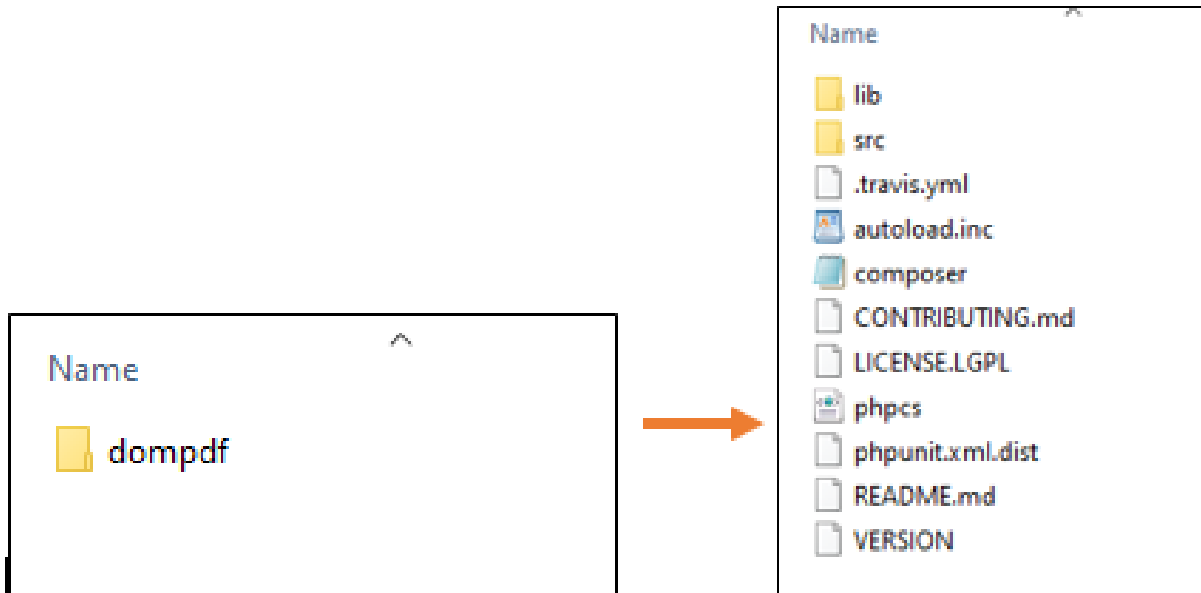 Name
dompdf
Name
lib
src
.travis.yml
autoload.inc
composer
CONTRIBUTING.md
LICENSE.LGPL
phpcs
phpunit.xml.dist
README.md
VERSION